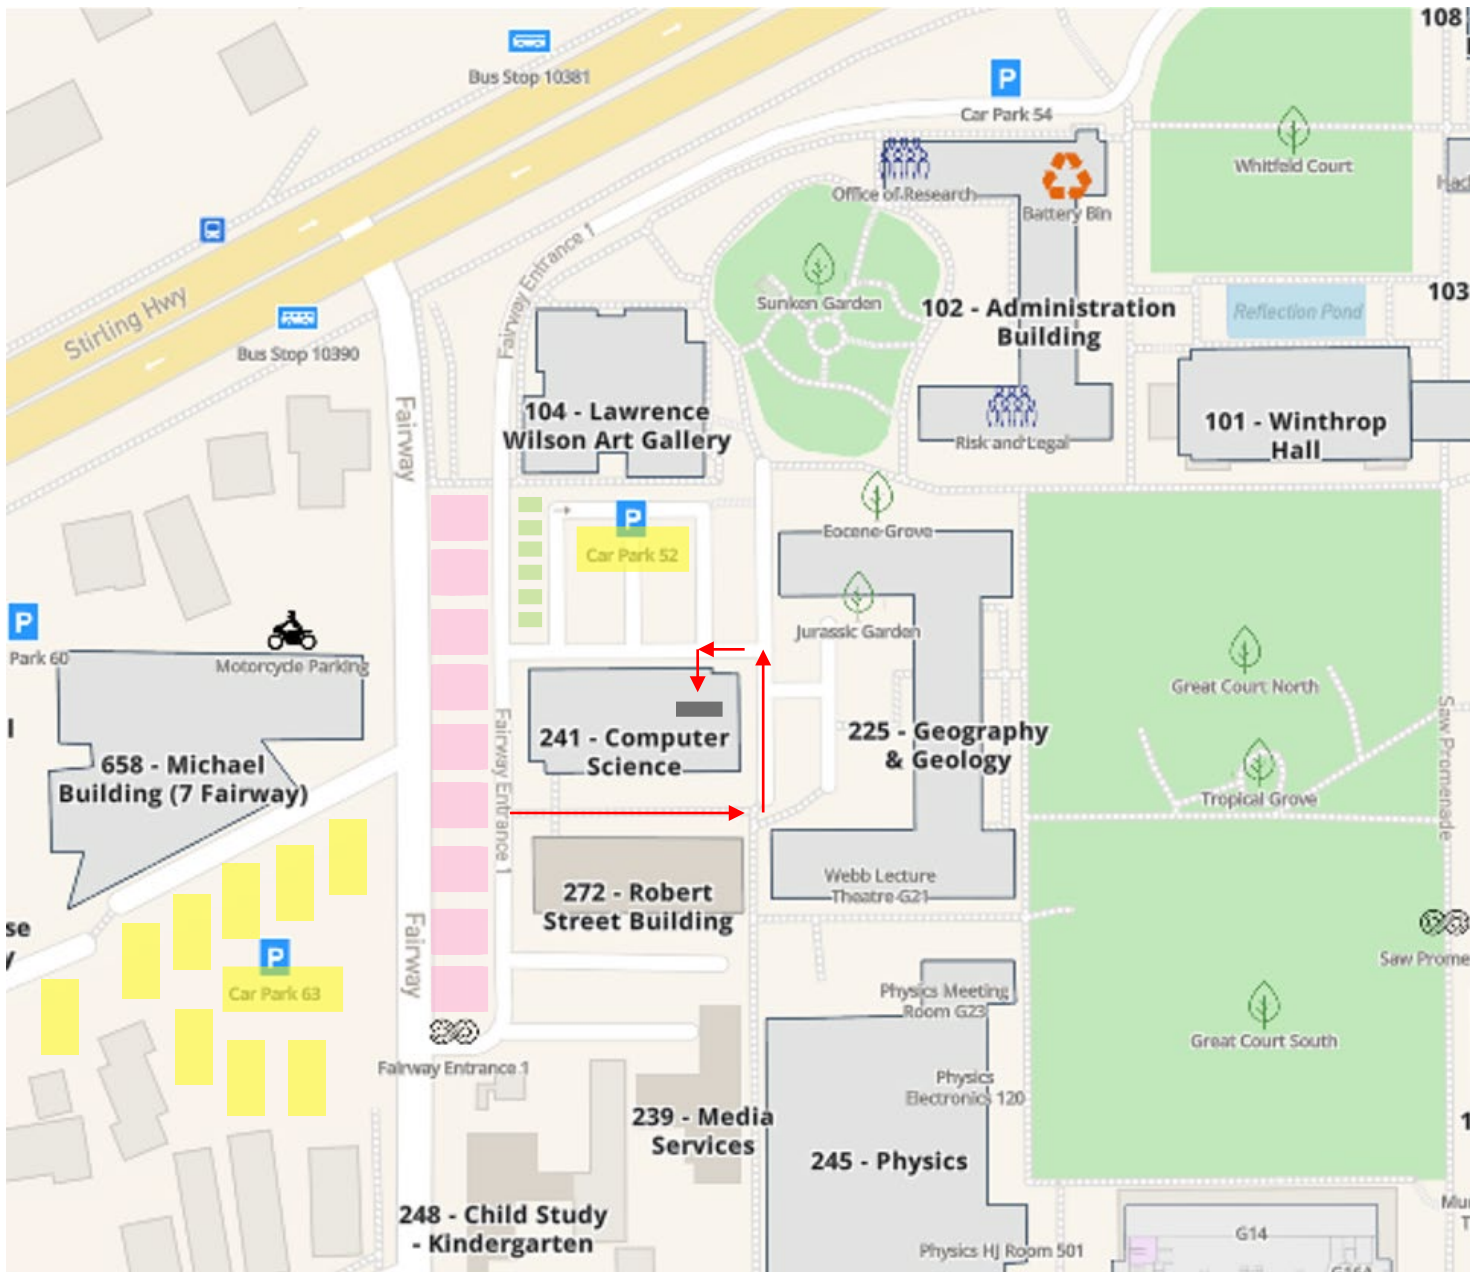 108
P
Bus Stop 10381
Car Park 54
Whitfeld Court
Office of Research
Battery Bin
Fairway Entrance 1
Sunken Garden
102 - Administration
Building
103
Reflection Pond
Stirling Hwy
Bus Stop 10390
Fairway
104 - Lawrence
Wilson Art Gallery
Risk and Legal
101 - Winthrop
Hall
P
Car Park 52
Eocene Grove
P
Park 60
Motorcycle Parking
Jurassic Garden
Great Court North
Saw Promenade
241 - Computer
Science
225 - Geography
& Geology
658 - Michael
Building (7 Fairway)
Fairway Entrance 1
Tropical Grove
272 - Robert
Street Building
Webb Lecture
Theatre G21
se
y
Fairway
P
Car Park 63
Saw Prome
Physics Meeting
Room G23
Great Court South
Fairway Entrance 1
Physics
Electronics 120
239 - Media
Services
245 - Physics
248 - Child Study
- Kindergarten
Physics HJ Room 501
G14